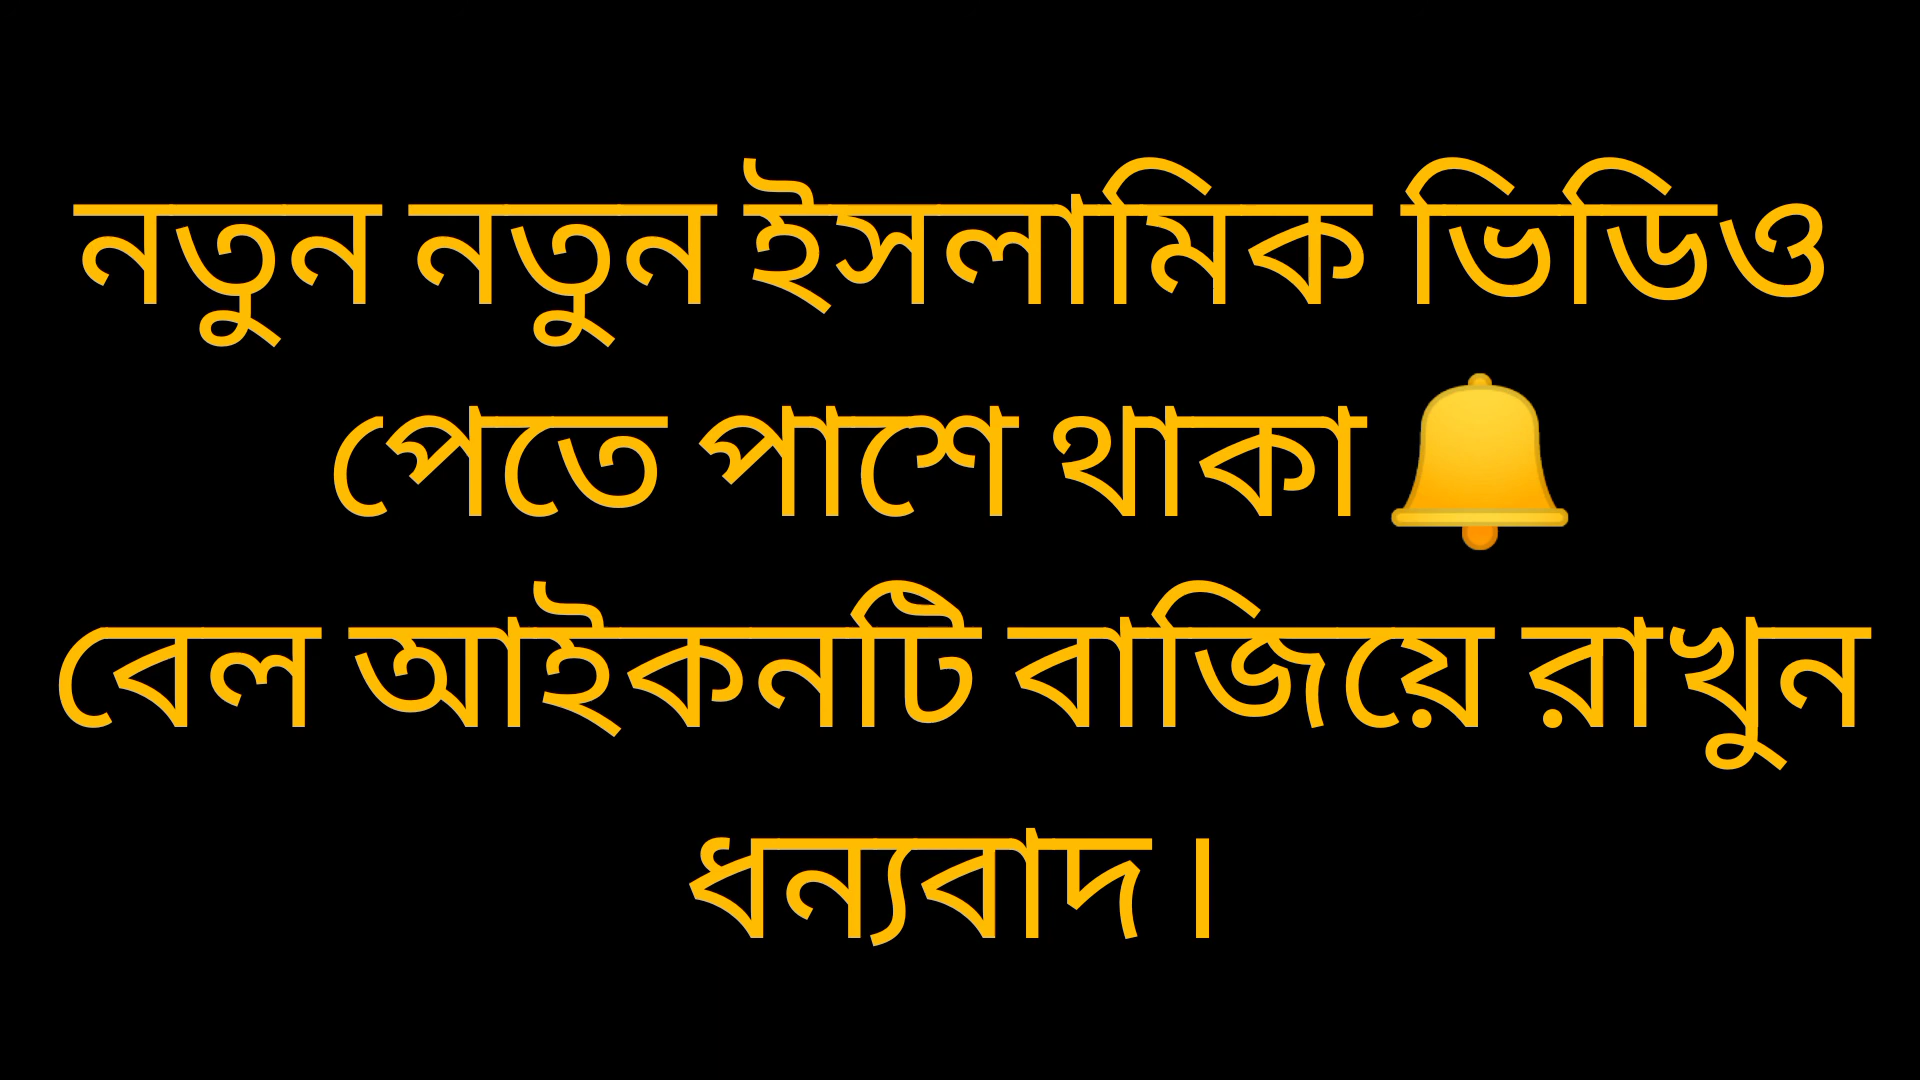 নতুন নতুন ইসলামিক ভিডিও
পেতে পাশে থাকা 🔔
বেল আইকনটি বাজিয়ে রাখুন
ধন্যবাদ ।